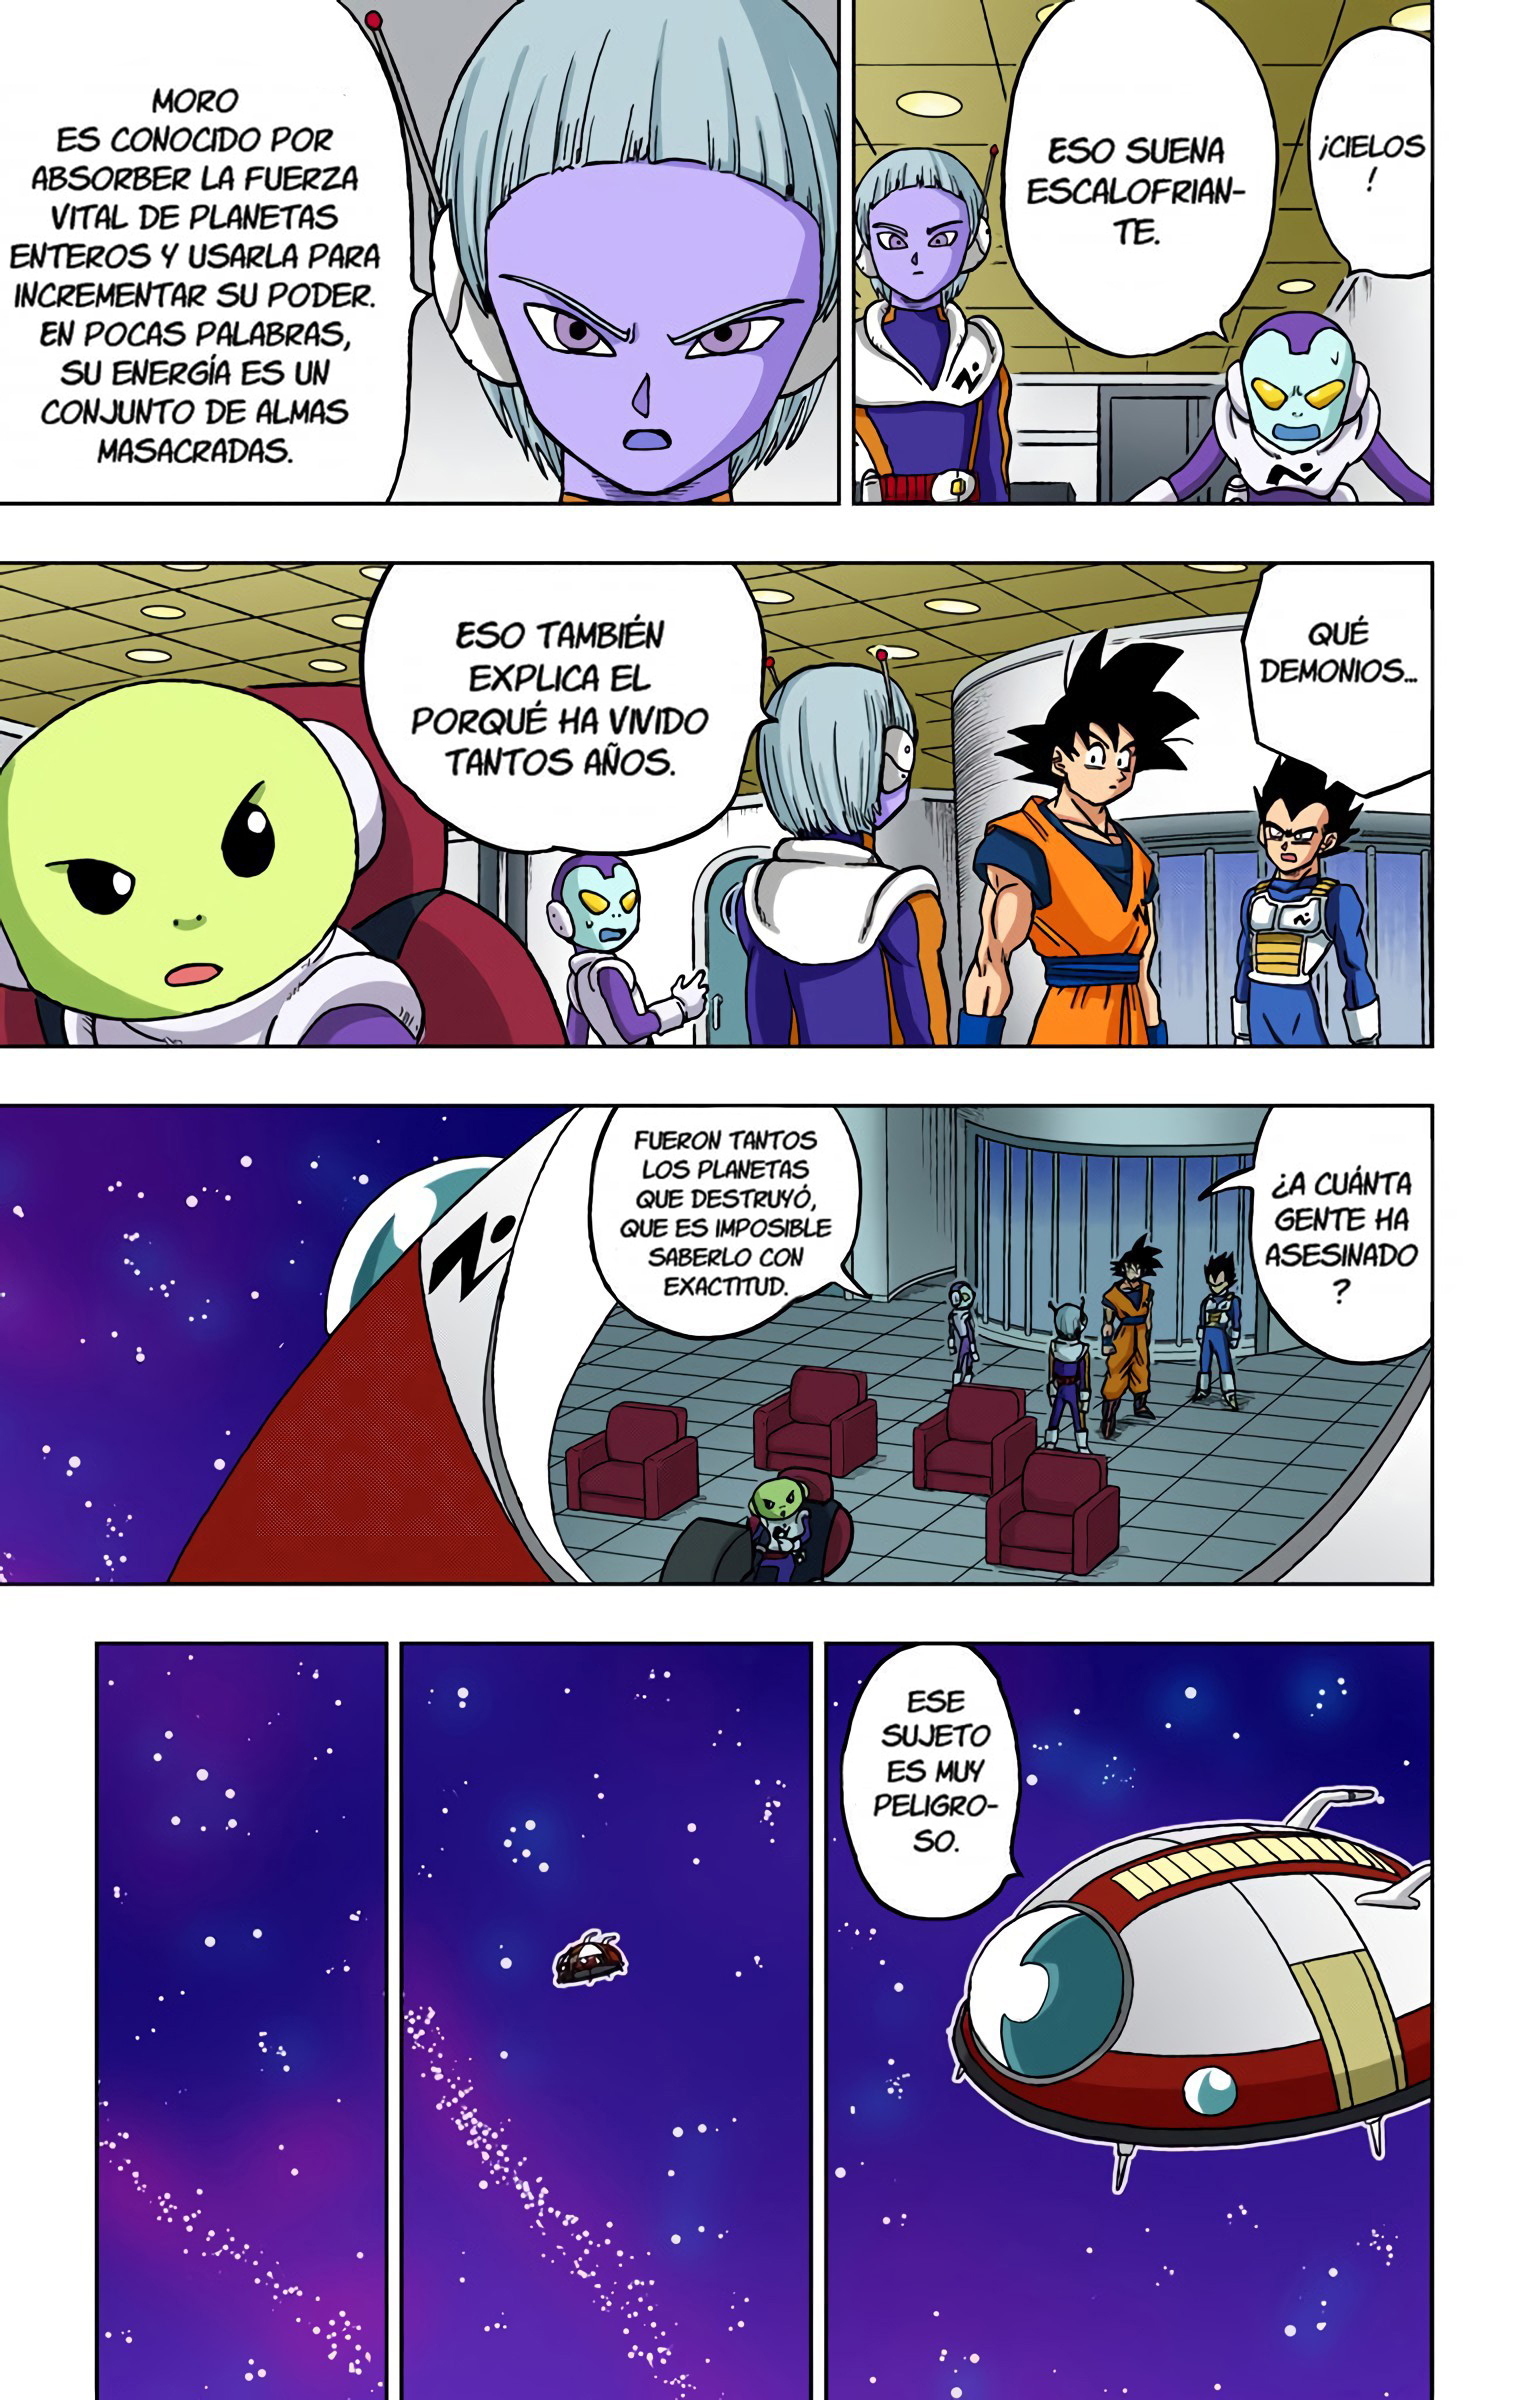 ¡CIELOS
!
ESO SUENA
ESCALOFRIAN-
TE.
MORO
ES CONOCIDO POR
ABSORBER LA FUERZA
VITAL DE PLANETAS
ENTEROS Y USARLA PARA
INCREMENTAR SU PODER.
EN POCAS PALABRAS,
SU ENERGÍA ES UN
CONJUNTO DE ALMAS
MASACRADAS.
QUÉ
DEMONIOS...
ESO TAMBIÉN
EXPLICA EL
PORQUÉ HA VIVIDO
TANTOS AÑOS.
¿A CUÁNTA
GENTE HA
ASESINADO
?
FUERON TANTOS
LOS PLANETAS
QUE DESTRUYÓ,
QUE ES IMPOSIBLE
SABERLO CON
EXACTITUD.
ESE
SUJETO
ES MUY
PELIGRO-
SO.